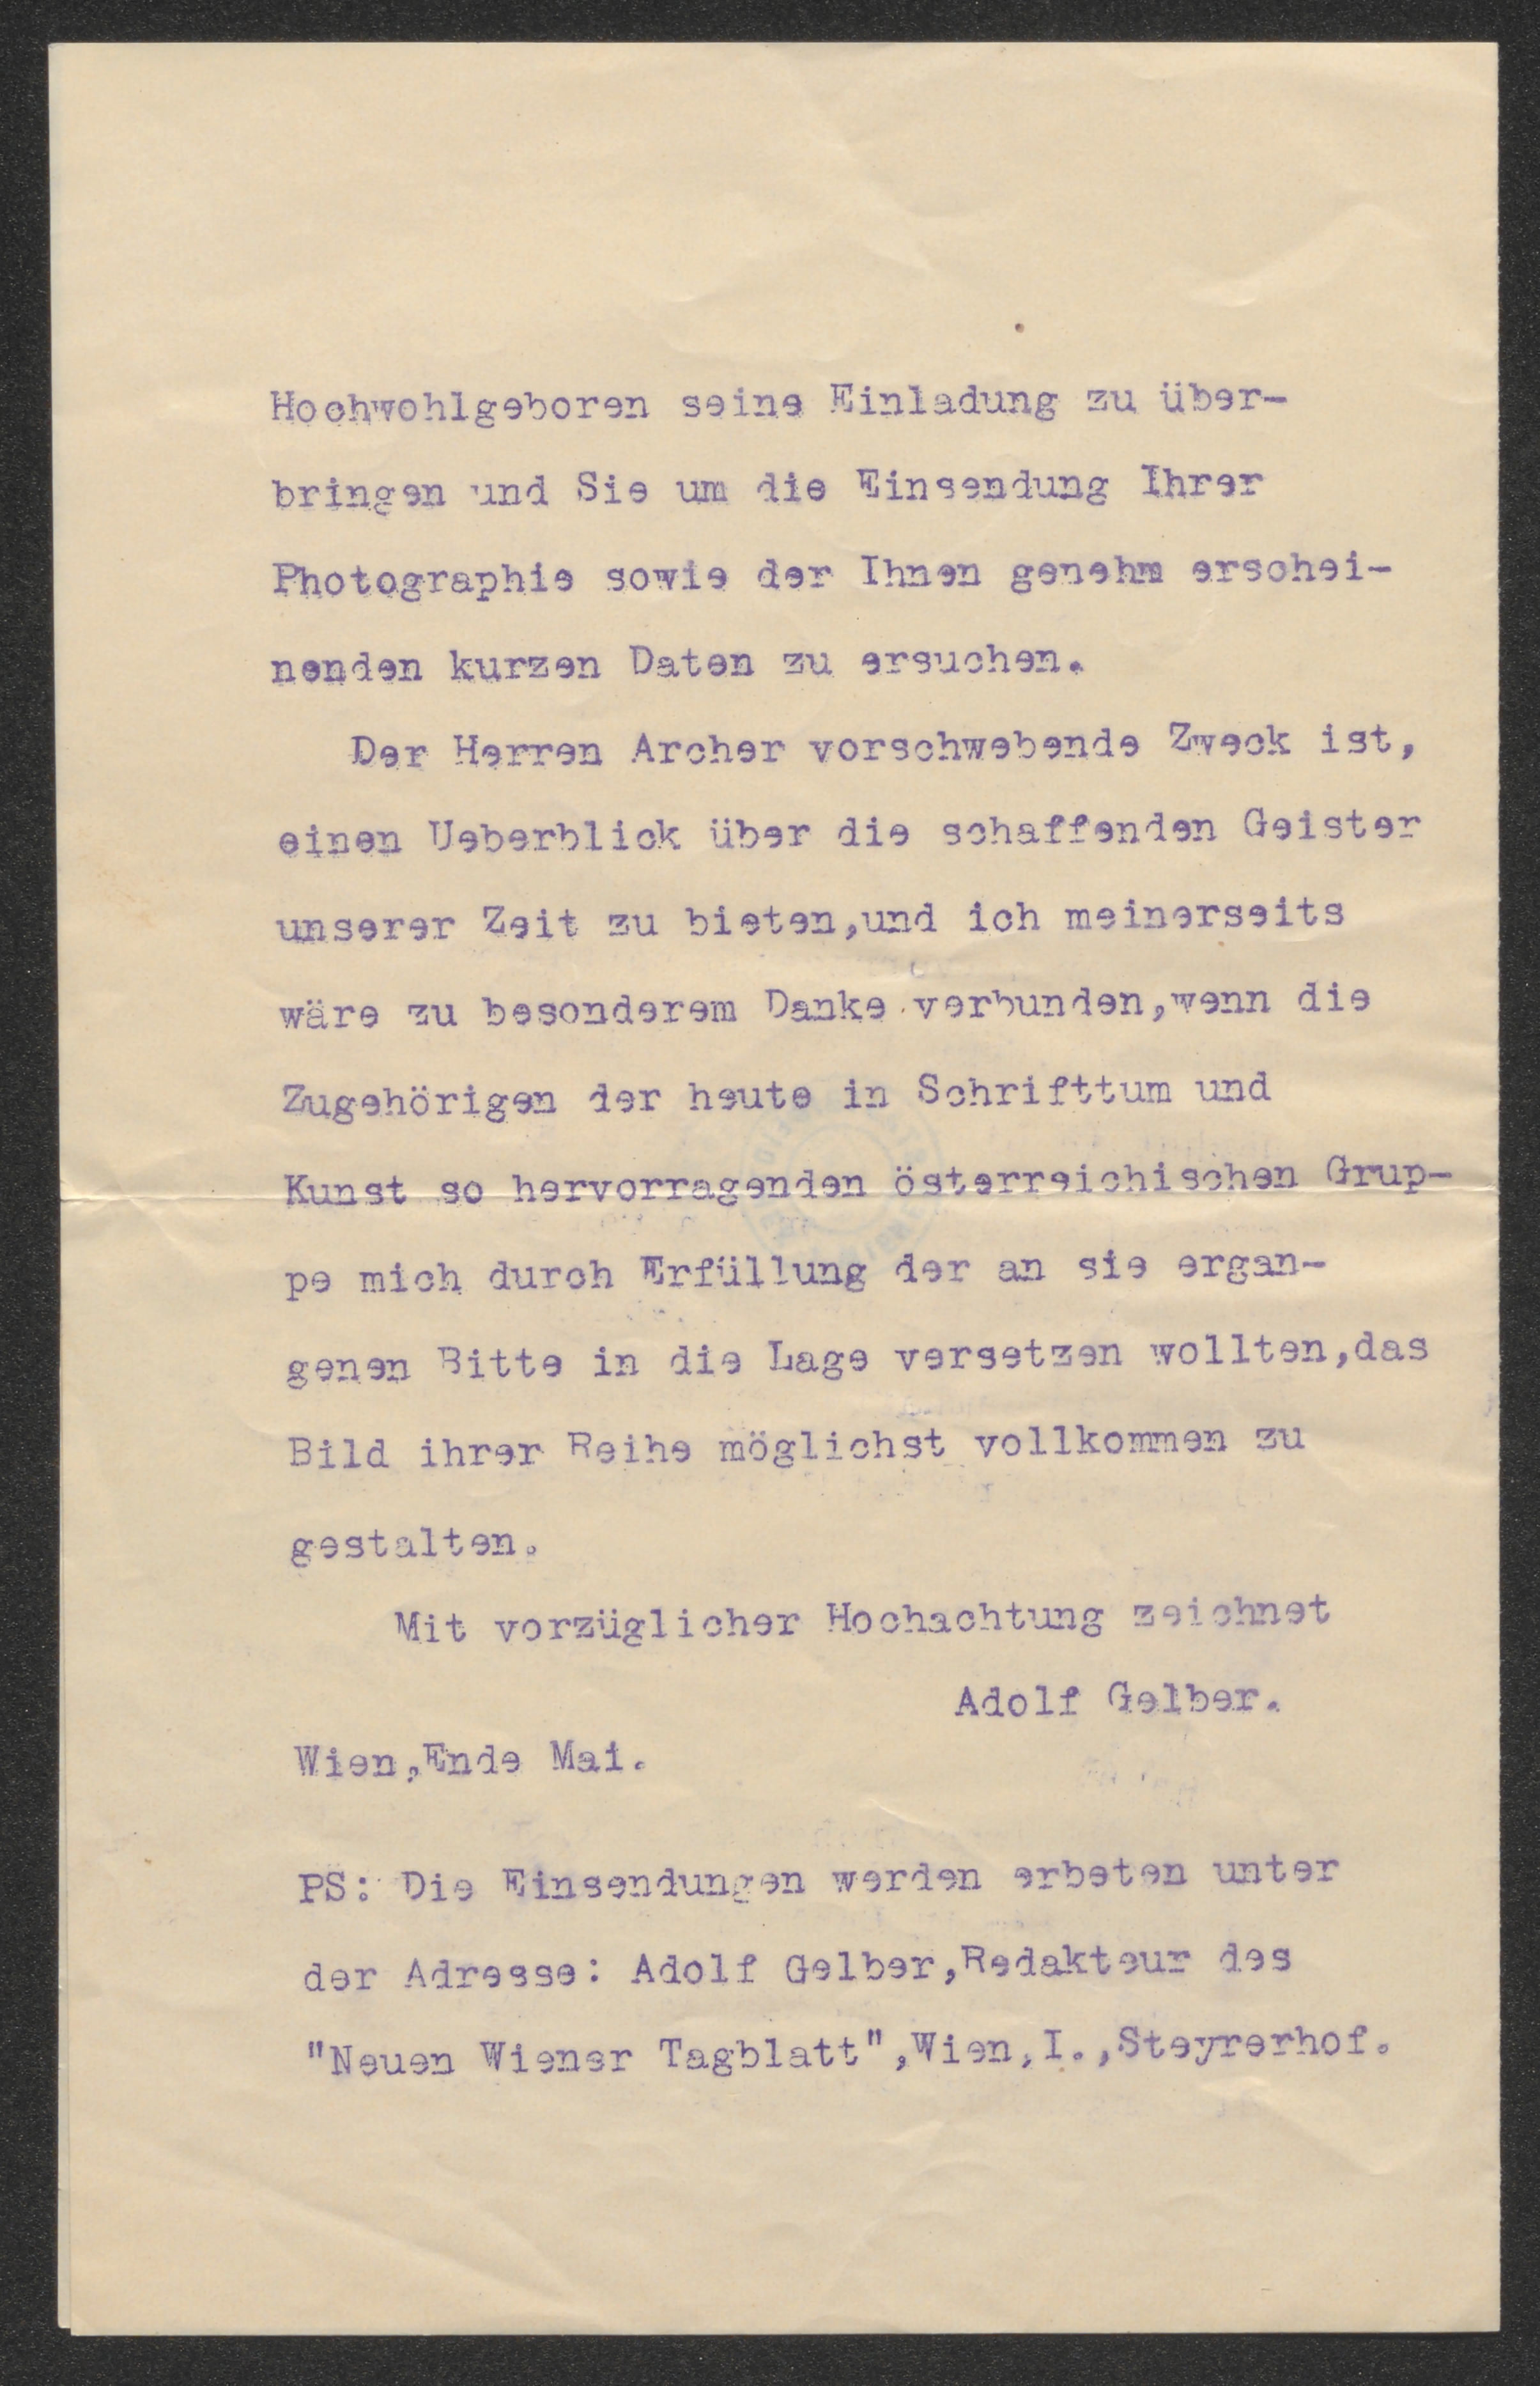 Hochwohlgeboren seine Einladung zu über-
bringen und Sie um die Einsendung Ihrer
Photographie sowie der Ihnen genehm erschei-
nenden kurzen Daten zu ersuchen.
Der Herren Archer vorschwebende Zweck ist,
einen Ueberblick über die schaffenden Geister
unserer Zeit zu bieten,und ich meinerseits
wäre zu besonderem Danke verbunden,wenn die
Zugehörigen der heute in Schrifttum und
Kunst so hervorragenden österreichischen Grup-
pe mich durch Erfüllung der an sie ergan-
genen Bitte in die Lage versetzen wollten,das
Bild ihrer Reihe möglichst vollkommen zu
gestalten.
Mit vorzüglicher Hochachtung zeichnet
Adolf Gelber.
Wien,Ende Mai.
PS: Die Einsendungen werden erbeten unter
der Adresse: Adolf Gelber,Redakteur des
"Neuen Wiener Tagblatt",Wien,I.,Steyrerhof.